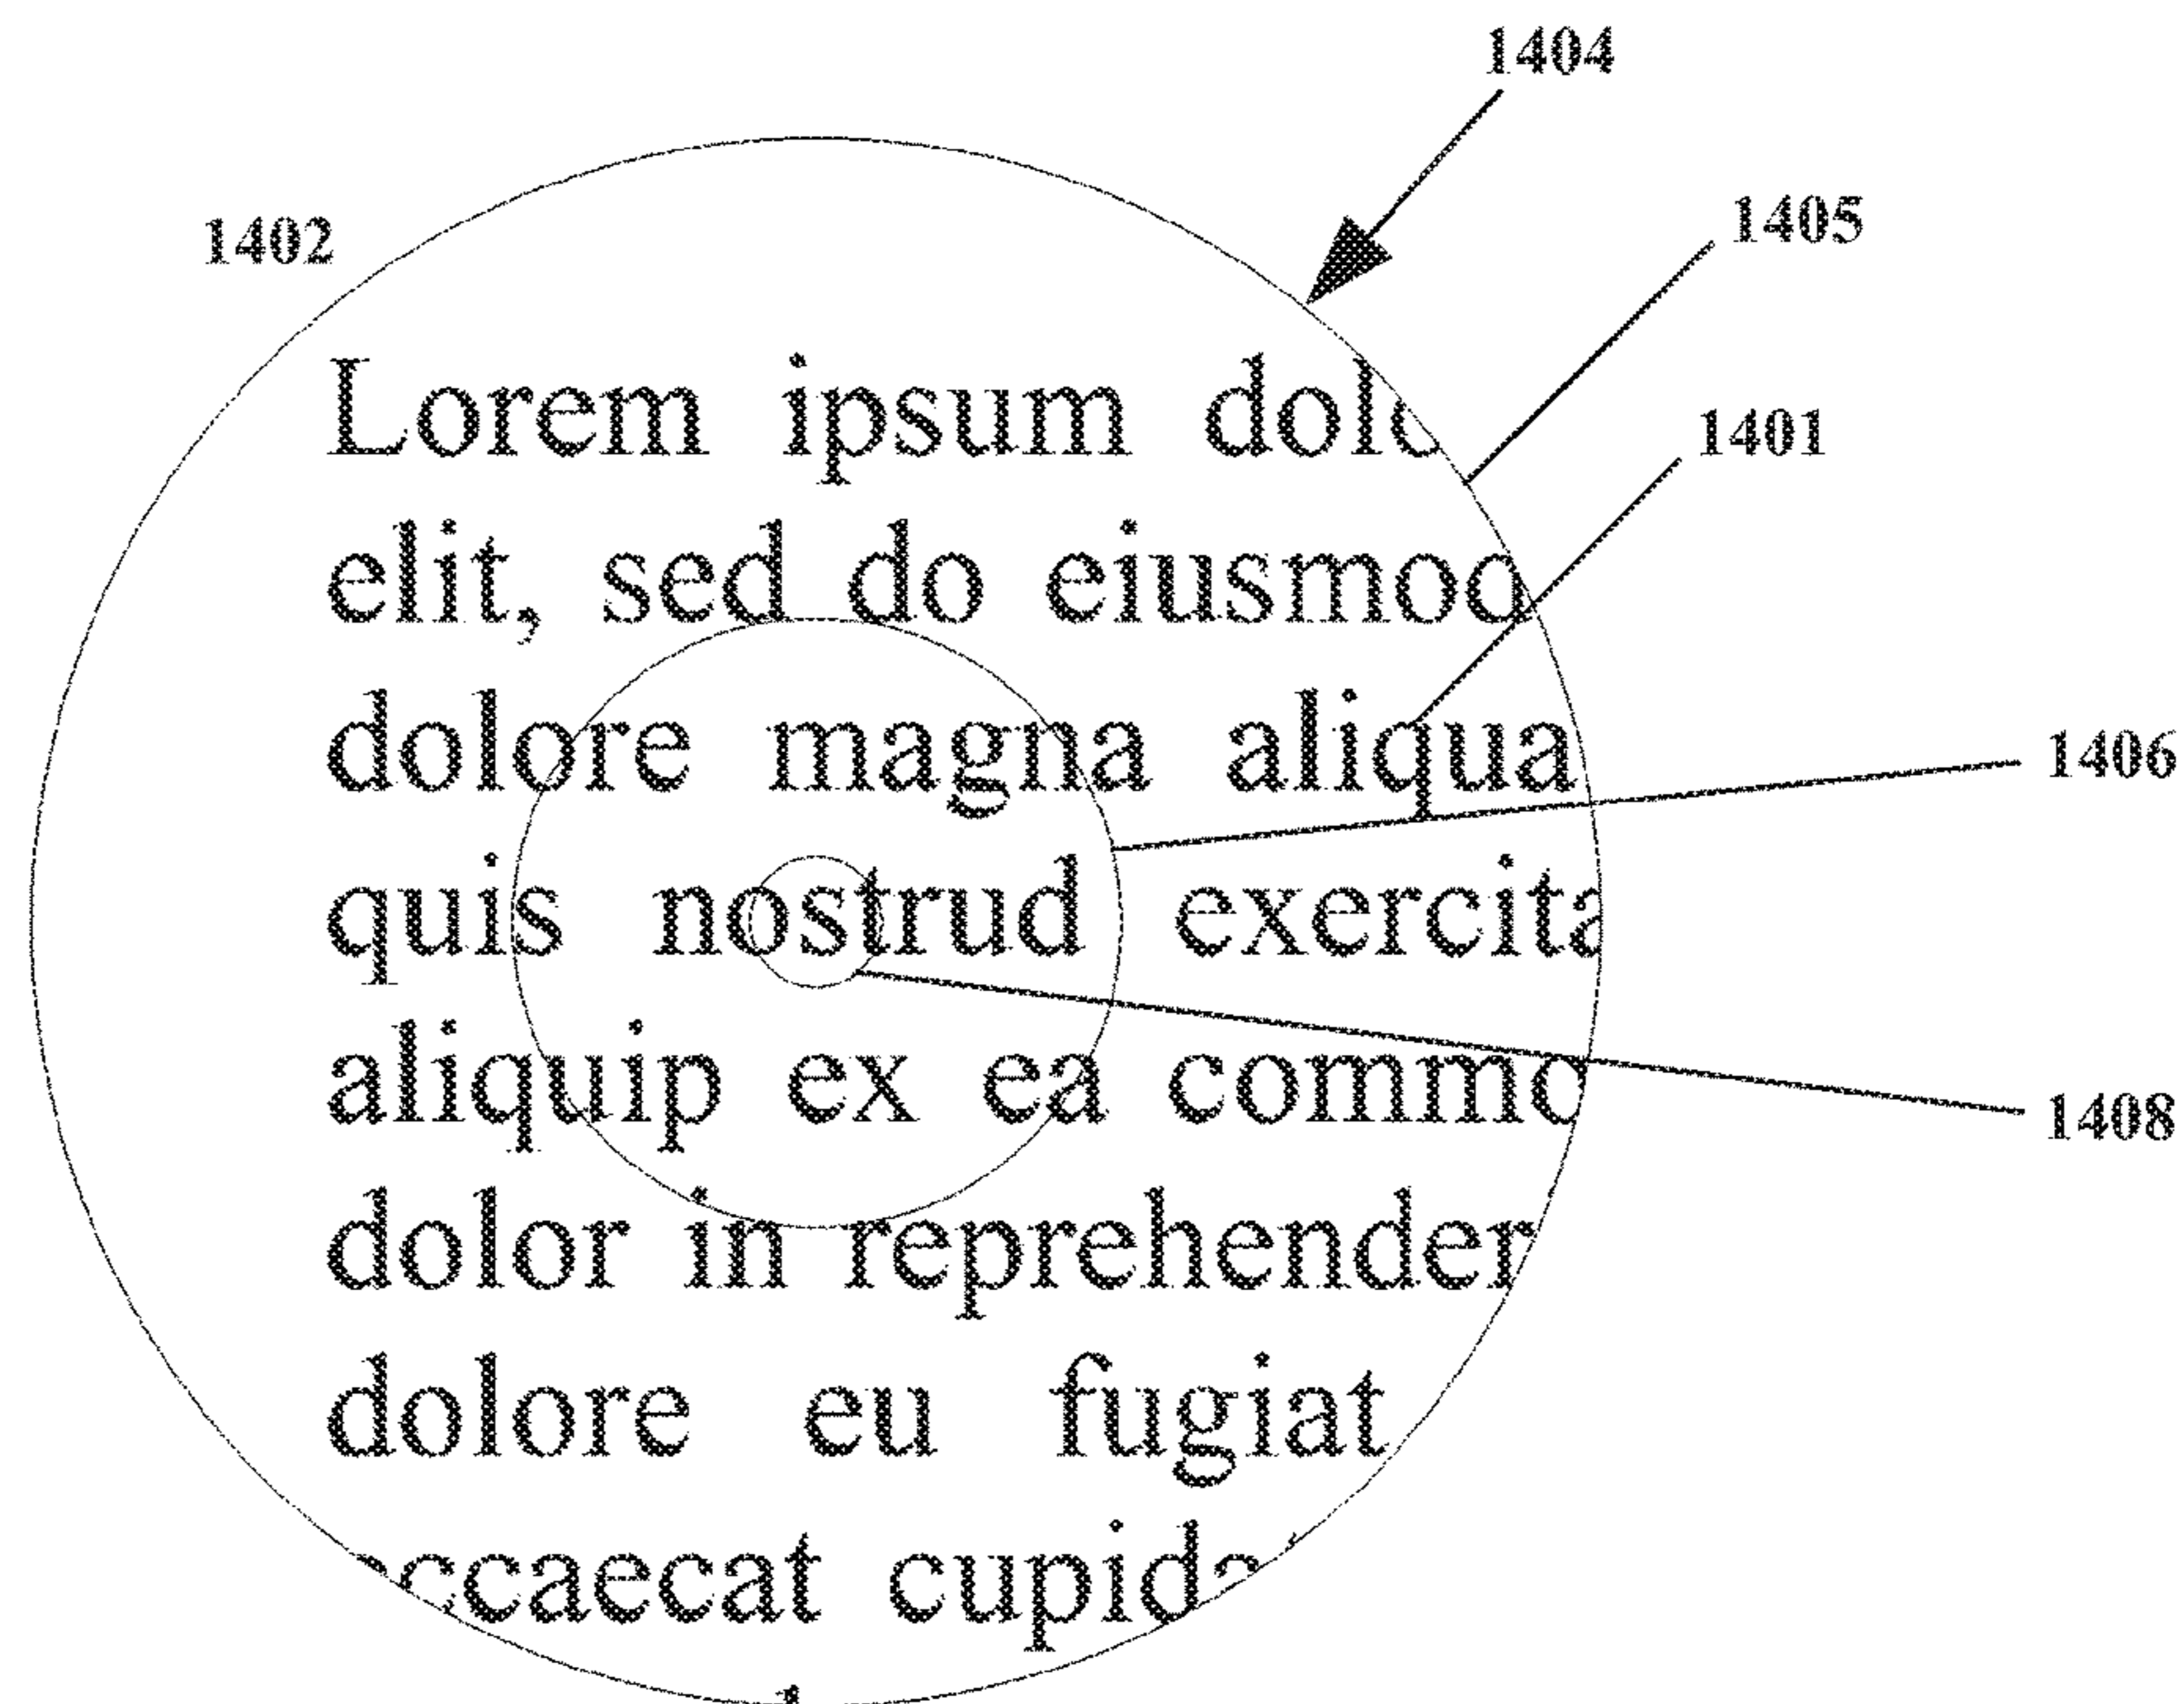 1404
1405
1402
1401
Lorem ipsum dolo
elit, sed do eiusmod
dolore magna aliqua
1406
quis nostrud exercita
aliquip ex ea commo
1408
dolor in reprehender
dolore eu fugiat
ccaecat cupida